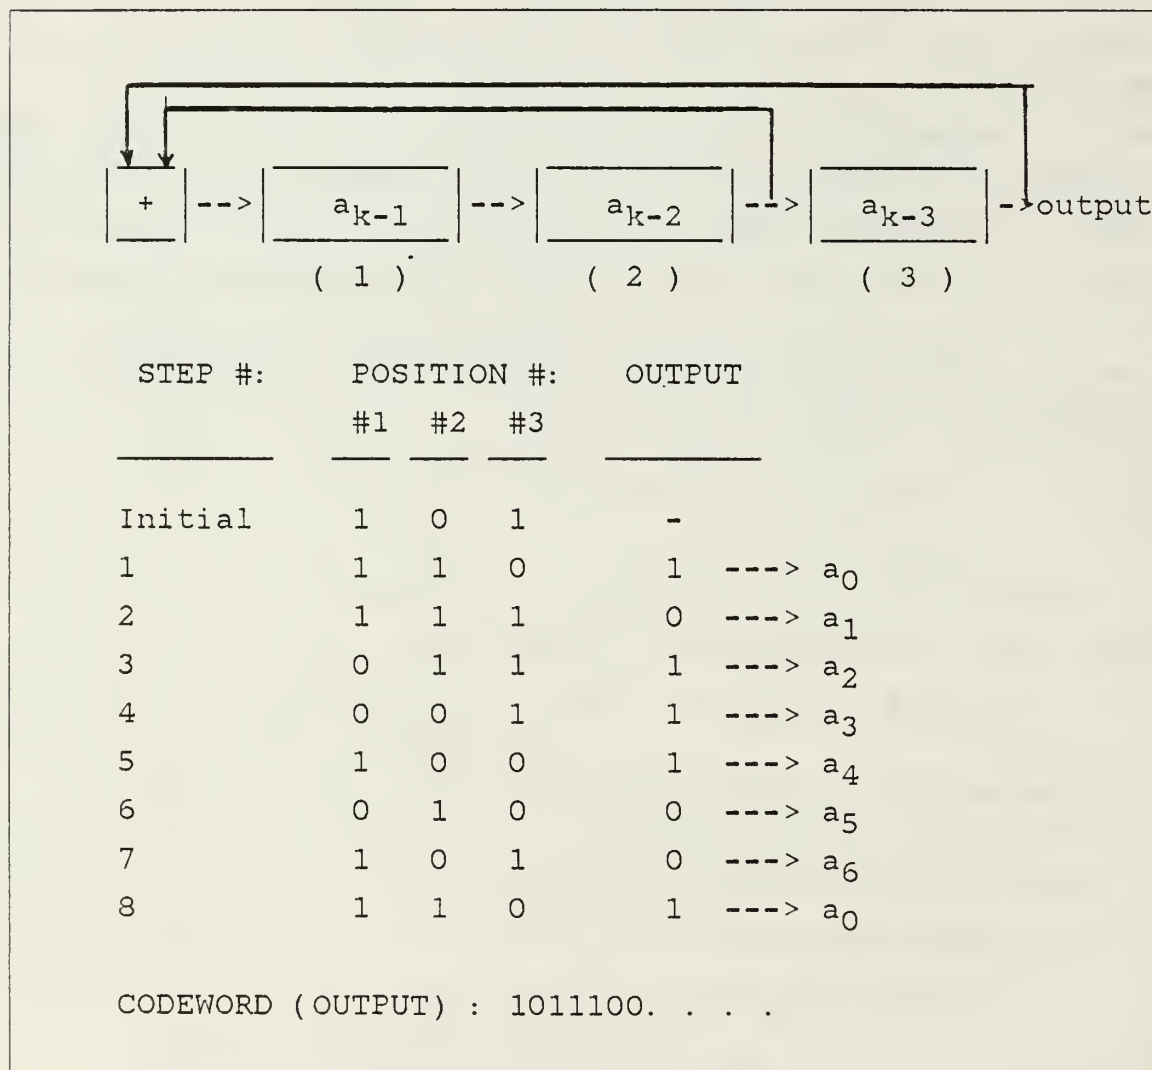 + --> a_{k-1} --> a_{k-2} --> a_{k-3} -> output
( 1 ) ( 2 ) ( 3 )
STEP #: POSITION #: OUTPUT
#1 #2 #3
Initial 1 0 1 -
1 1 1 0 1 ---> a_0
2 1 1 1 0 ---> a_1
3 0 1 1 1 ---> a_2
4 0 0 1 1 ---> a_3
5 1 0 0 1 ---> a_4
6 0 1 0 0 ---> a_5
7 1 0 1 0 ---> a_6
8 1 1 0 1 ---> a_0
CODEWORD (OUTPUT) : 1011100. . . .